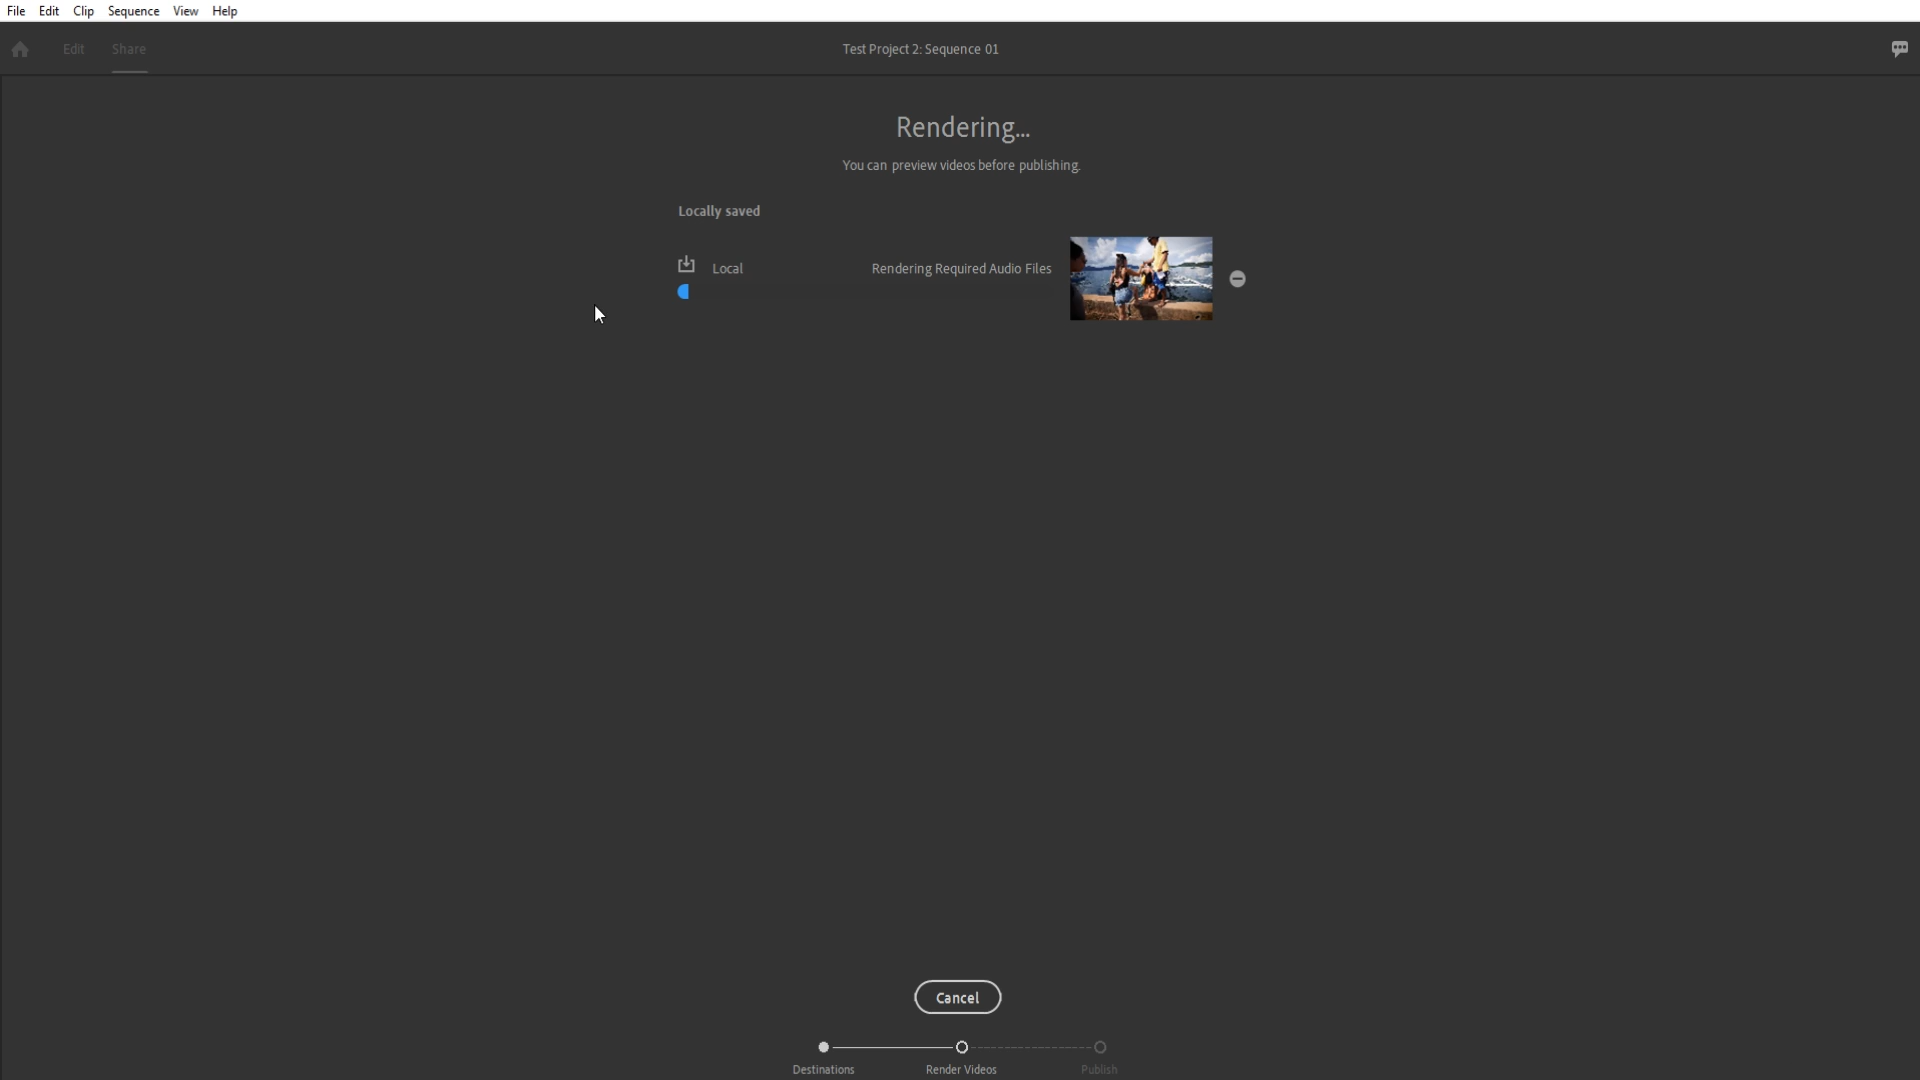 File Edit Clip Sequence View Help
Edit Share Test Project 2: Sequence 01
Rendering...
You can preview videos before publishing.
Locally saved
Local Rendering Required Audio Files
Cancel
Destinations Render Videos Publish